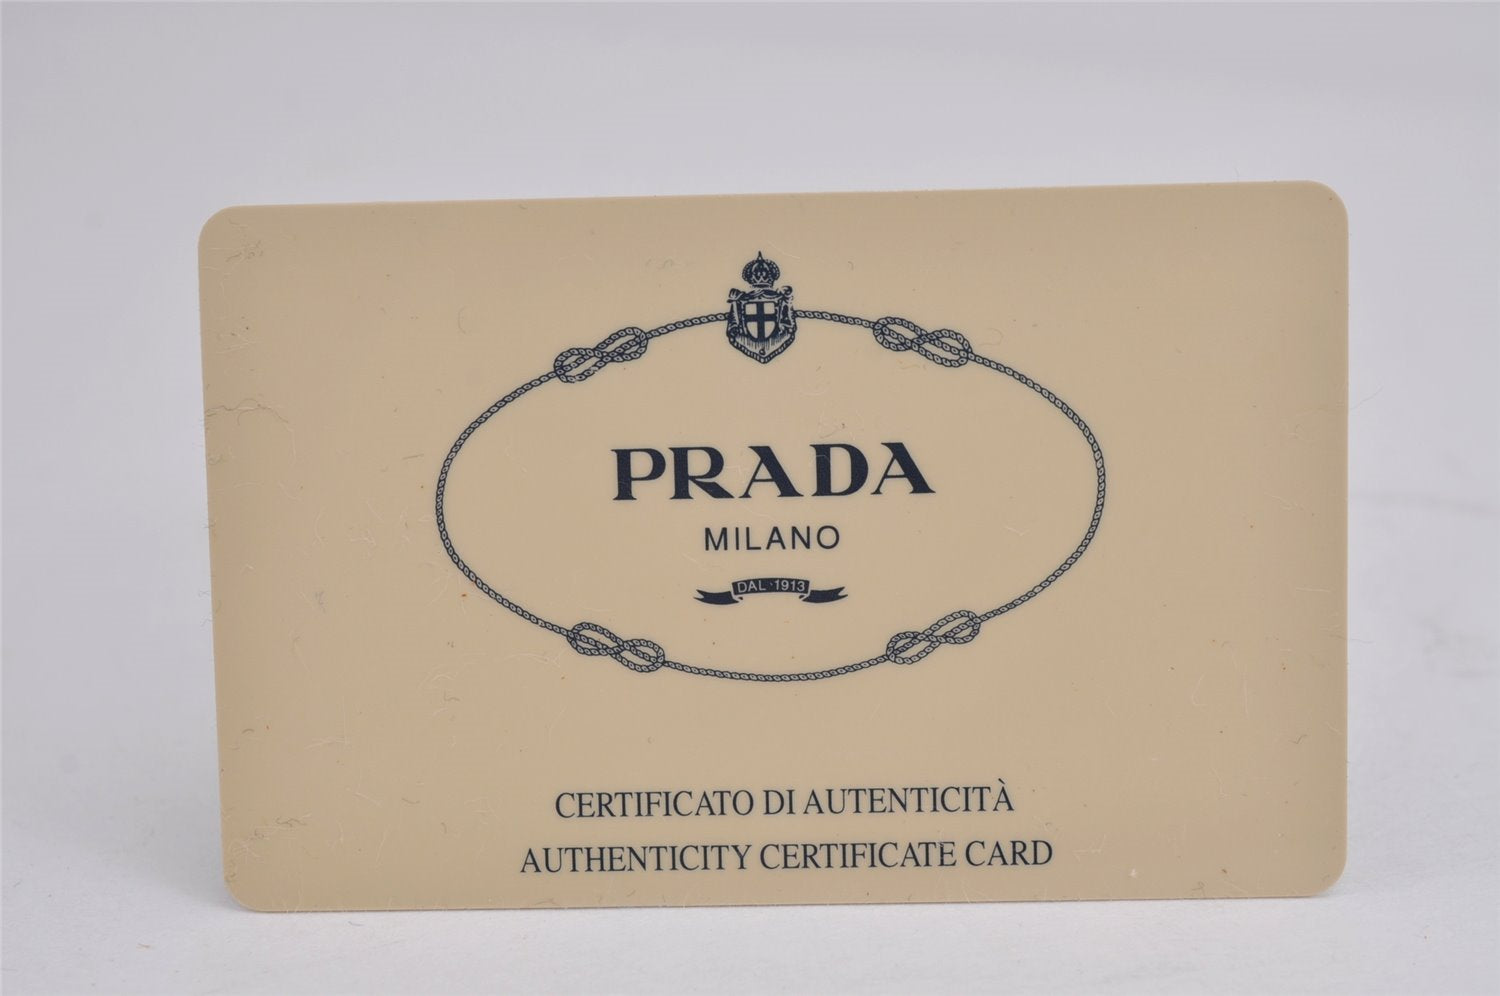 PRADA
MILANO
DAL 1913
CERTIFICATO DI AUTENTICITÀ
AUTHENTICITY CERTIFICATE CARD